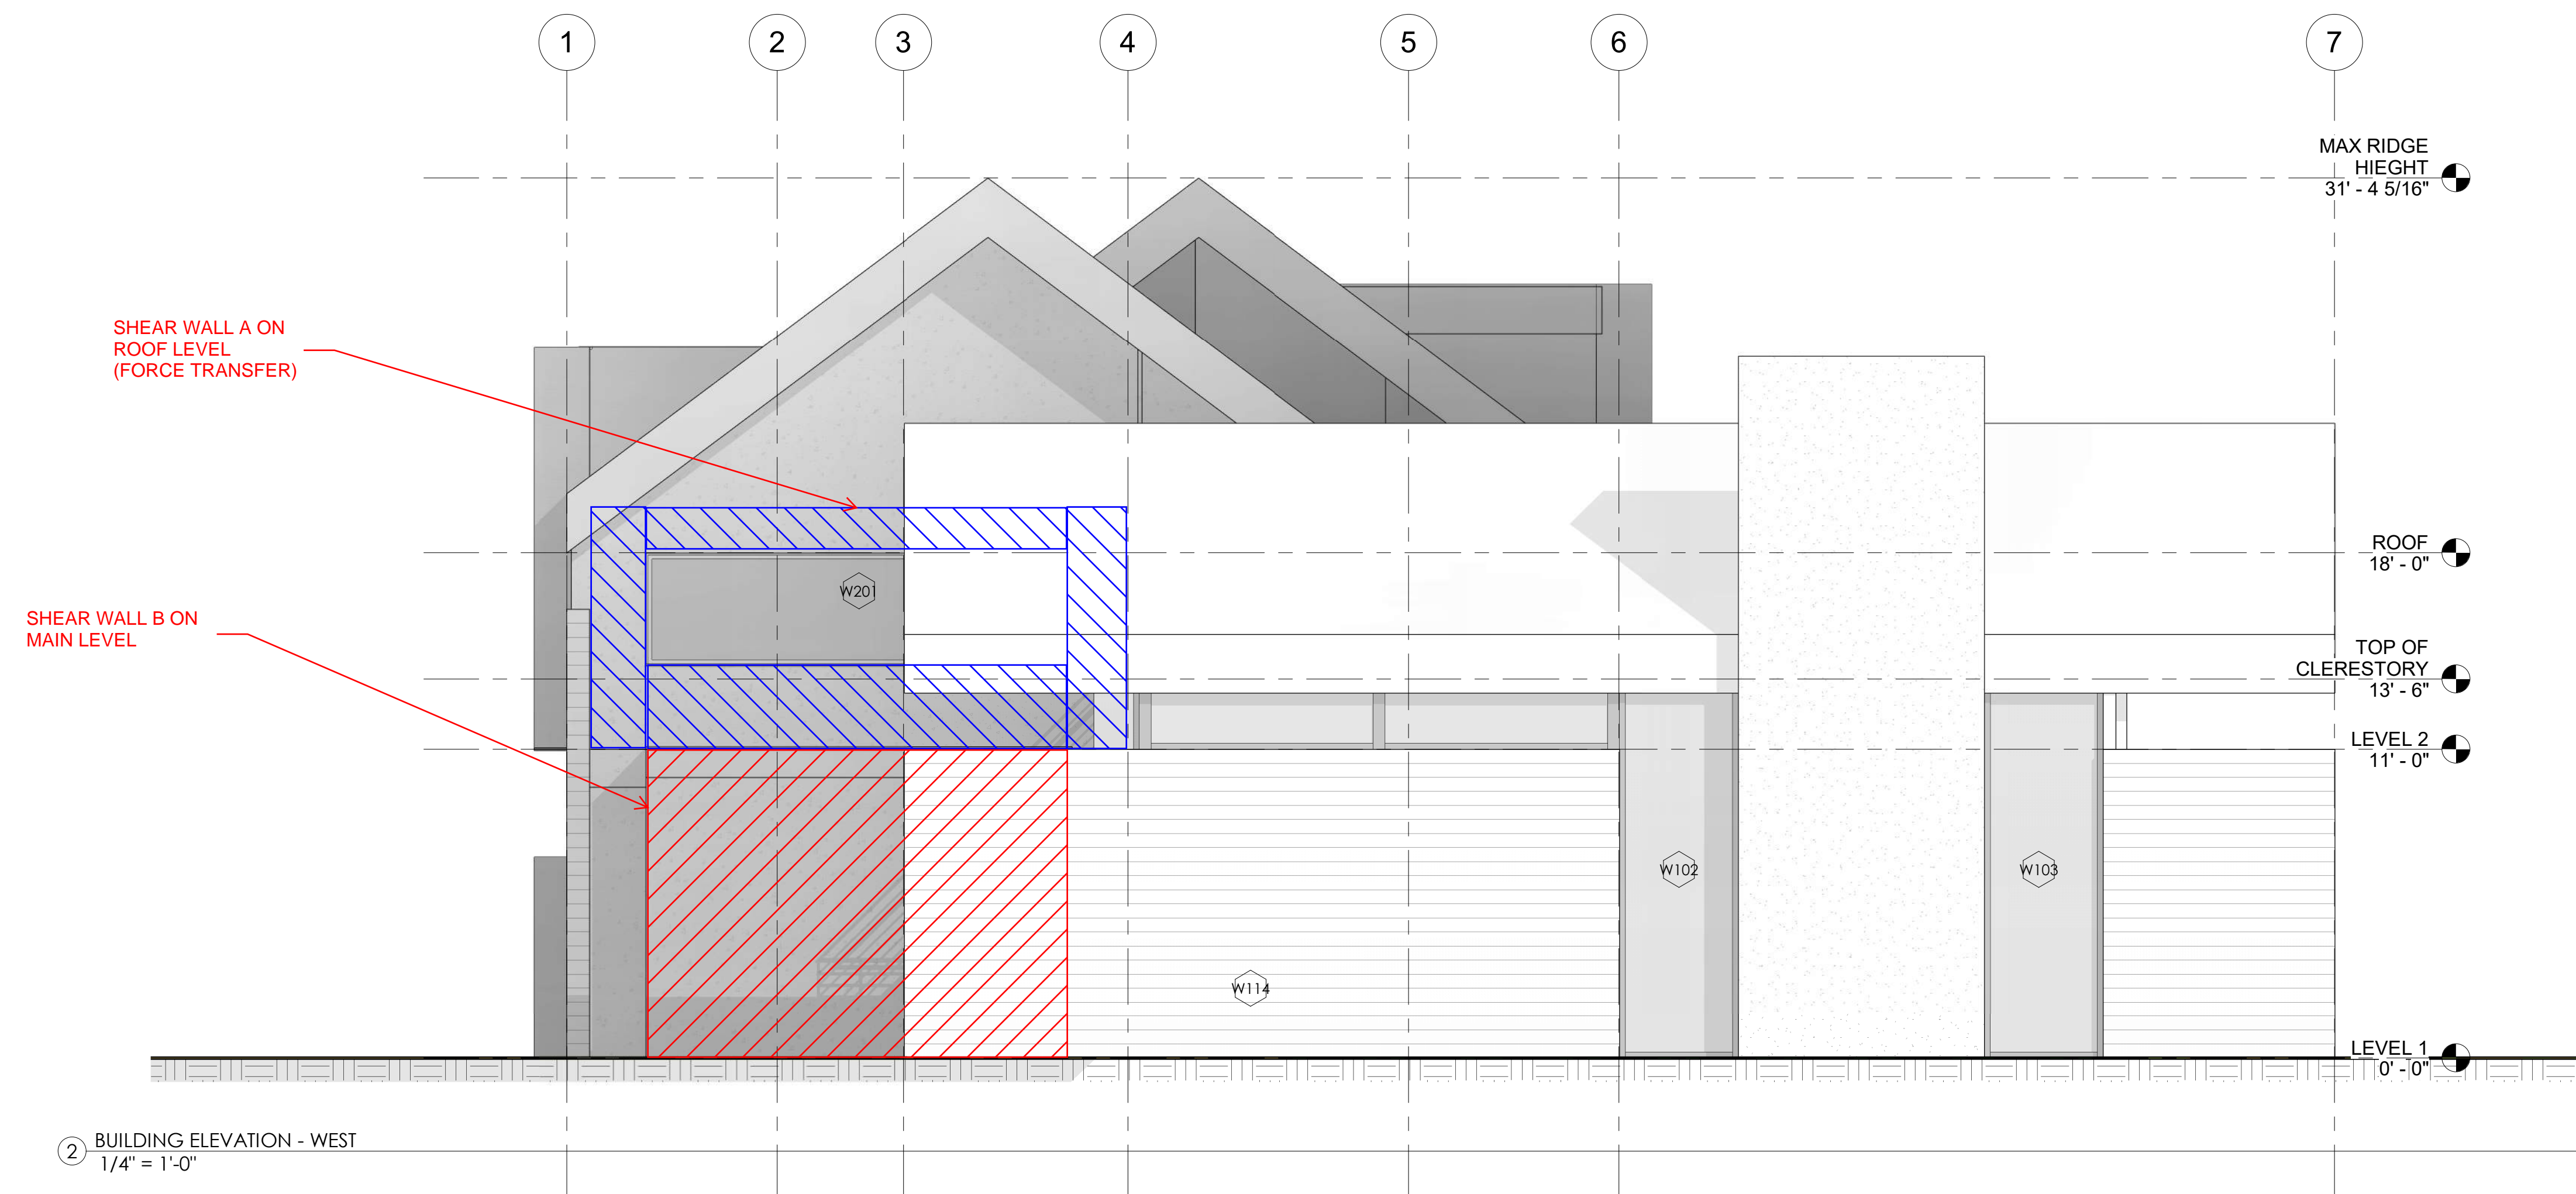 1
2
3
4
5
6
7
MAX RIDGE
HIEGHT
31' - 4 5/16"
SHEAR WALL A ON
ROOF LEVEL
(FORCE TRANSFER)
ROOF
18' - 0"
W201
SHEAR WALL B ON
MAIN LEVEL
TOP OF
CLERESTORY
13' - 6"
LEVEL 2
11' - 0"
W102
W103
W114
LEVEL 1
0' - 0"
2
BUILDING ELEVATION - WEST
1/4" = 1'-0"